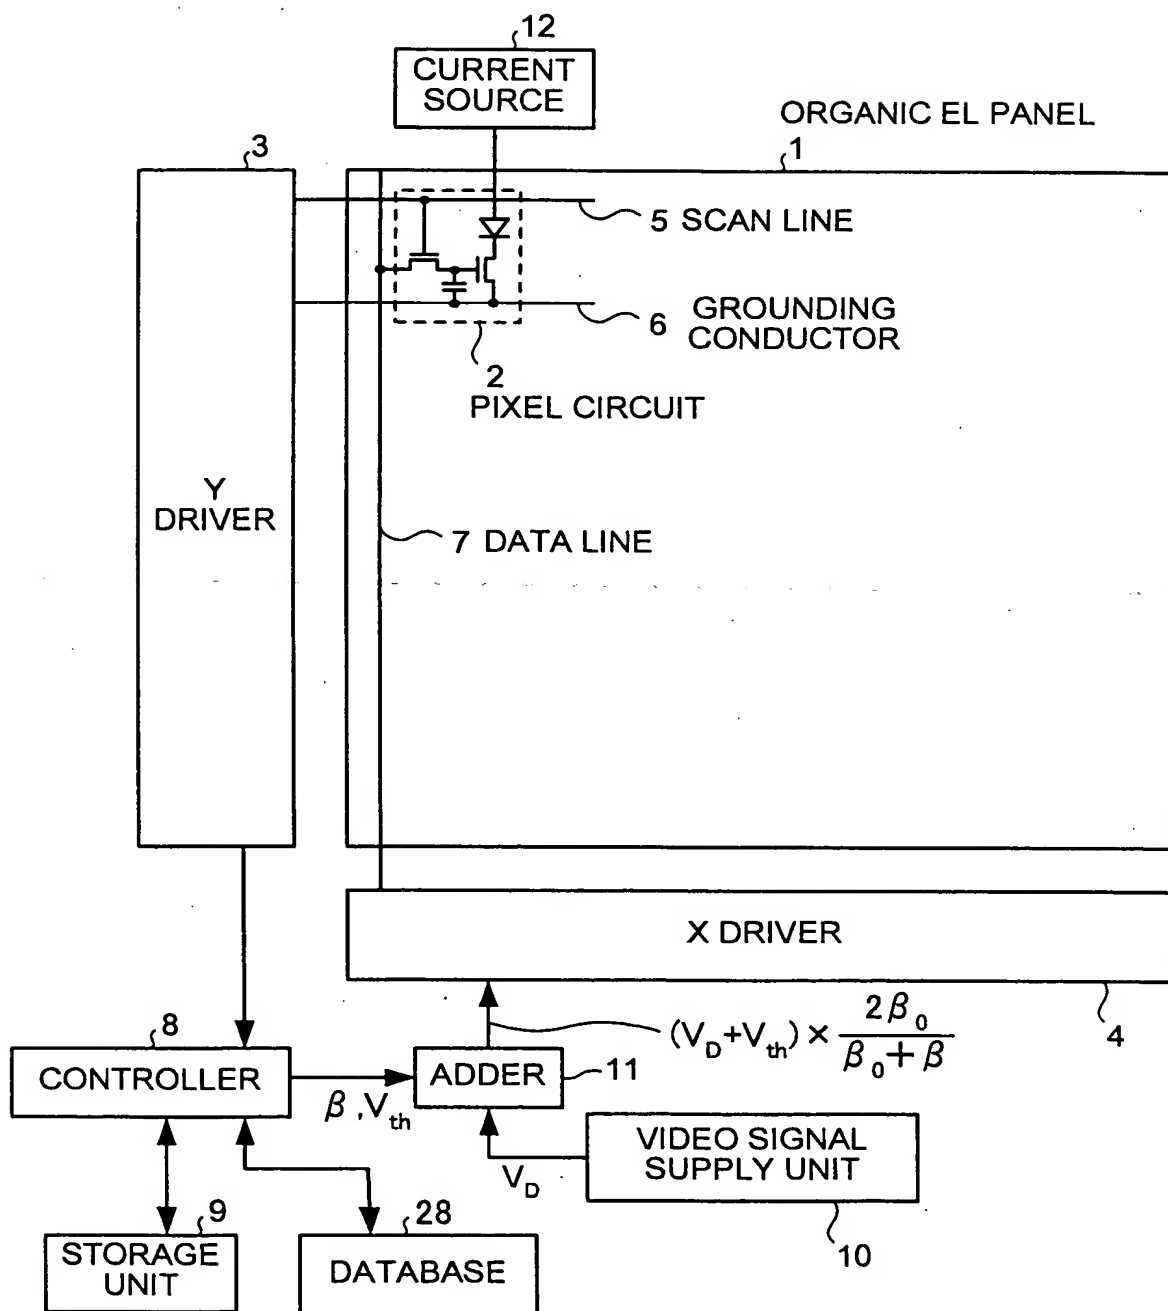 12
CURRENT
SOURCE
ORGANIC EL PANEL
3
1
5 SCAN LINE
6 GROUNDING
CONDUCTOR
2
PIXEL CIRCUIT
Y
DRIVER
7 DATA LINE
X DRIVER
4
(V_D+V_th) × 2β_0 / (β_0 + β)
8
CONTROLLER
β, V_th
ADDER
11
VIDEO SIGNAL
SUPPLY UNIT
V_D
10
9
STORAGE
UNIT
28
DATABASE